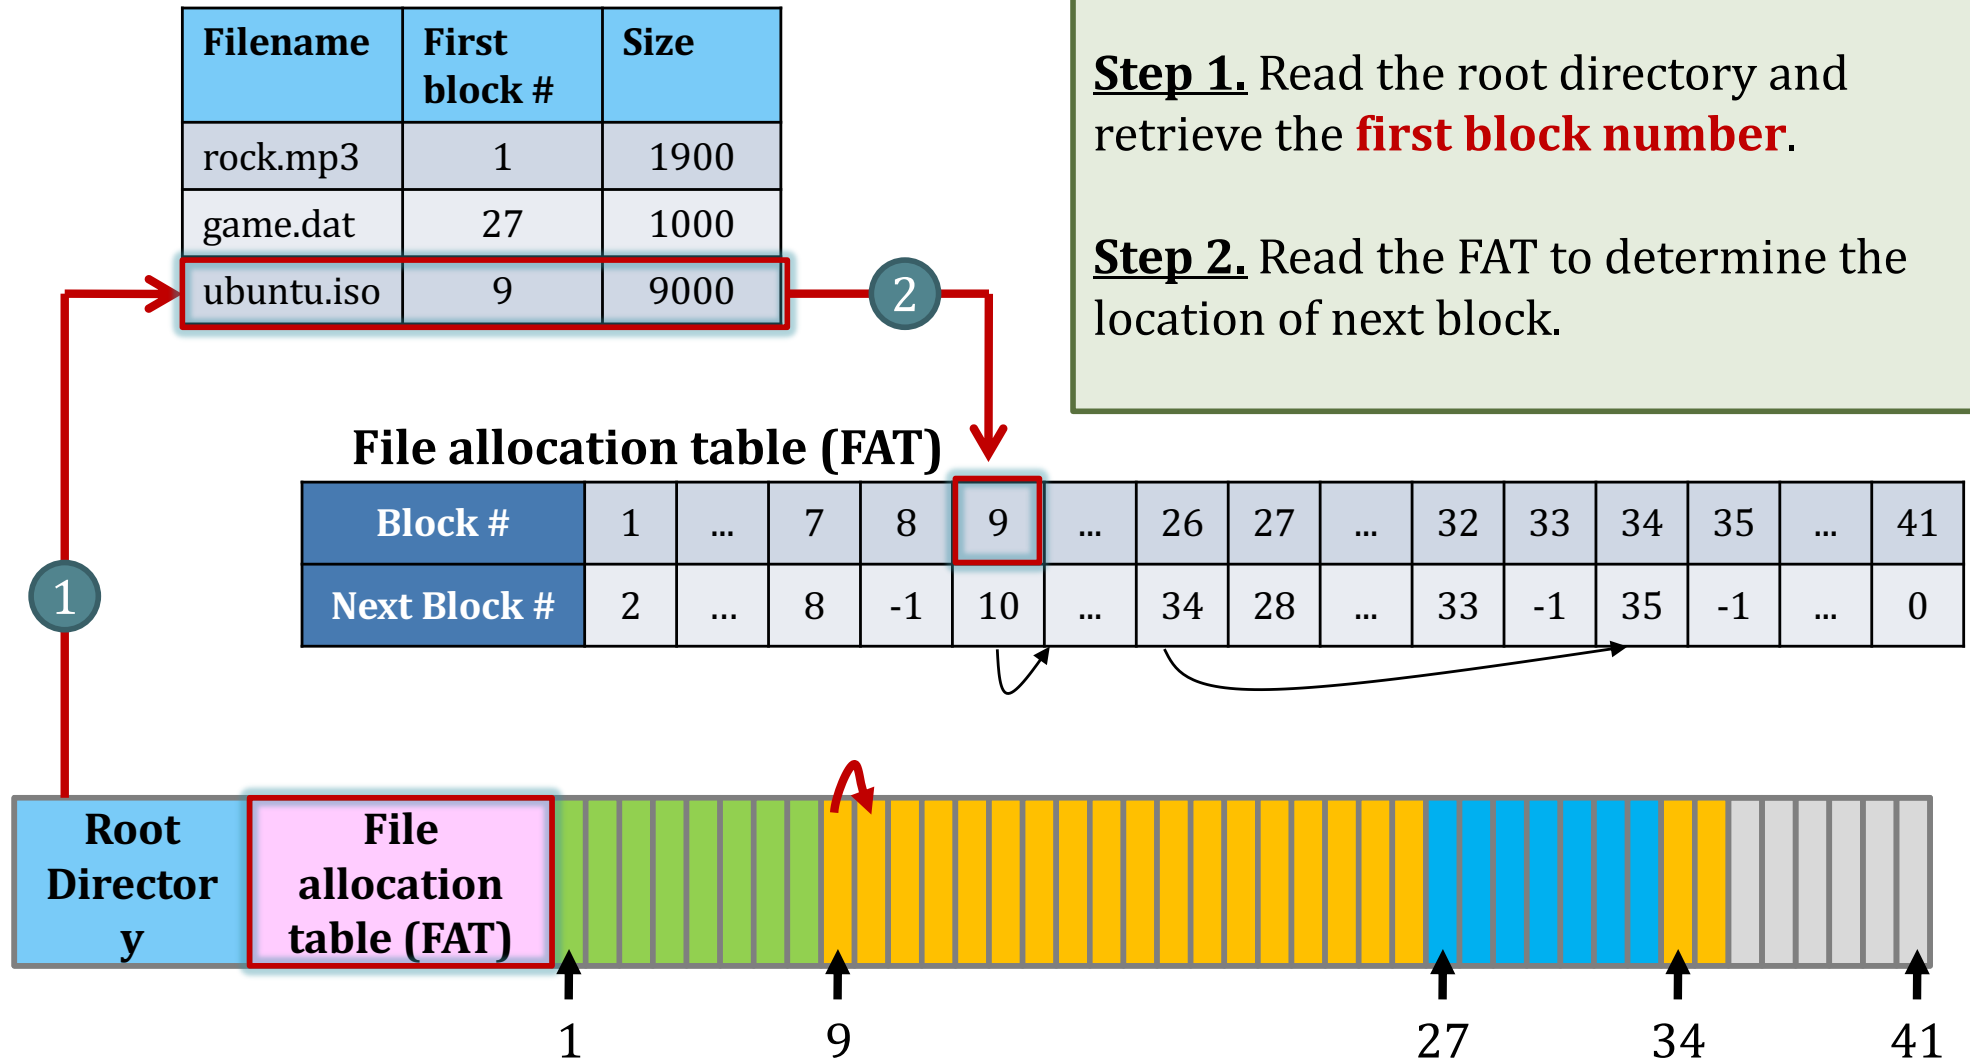 Filename First Size
block #
rock.mp3 1 1900
game.dat 27 1000
ubuntu.iso 9 9000
Step 1. Read the root directory and
retrieve the first block number.
Step 2. Read the FAT to determine the
location of next block.
2
1
File allocation table (FAT)
Block # 1 ... 7 8 9 ... 26 27 ... 32 33 34 35 ... 41
Next Block # 2 ... 8 -1 10 ... 34 28 ... 33 -1 35 -1 ... 0
Root
Director
y
File
allocation
table (FAT)
1 9 27 34 41